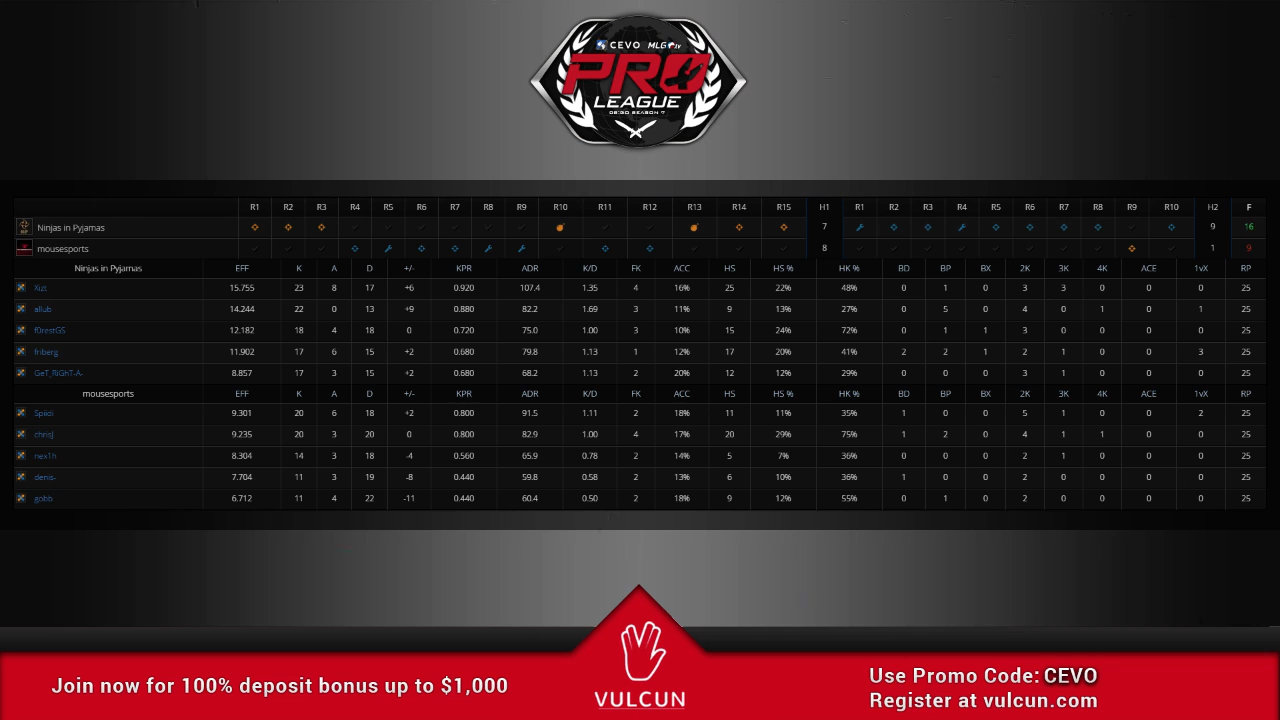 CEVO MLG.tv
PRO
LEAGUE
CS:GO SEASON 7
R1 R2 R3 R4 R5 R6 R7 R8 R9 R10 R11 R12 R13 R14 R15 H1 R1 R2 R3 R4 R5 R6 R7 R8 R9 R10 H2 F
Ninjas in Pyjamas 7 9 16
mousesports 8 1 9
Ninjas in Pyjamas EFF K A D +/- KPR ADR K/D FK ACC HS HS % HK % BD BP BX 2K 3K 4K ACE 1vX RP
Xizt 15.755 23 8 17 +6 0.920 107.4 1.35 4 16% 25 22% 48% 0 1 0 3 3 0 0 0 25
allub 14.244 22 0 13 +9 0.880 82.2 1.69 3 11% 9 13% 27% 0 5 0 4 0 1 0 1 25
f0restGS 12.182 18 4 18 0 0.720 75.0 1.00 3 10% 15 24% 72% 0 1 1 3 0 0 0 0 25
friberg 11.902 17 6 15 +2 0.680 79.8 1.13 1 12% 17 20% 41% 2 2 1 2 1 0 0 3 25
GeT_RiGhT-A- 8.857 17 3 15 +2 0.680 68.2 1.13 2 20% 12 12% 29% 0 0 0 3 1 0 0 0 25
mousesports EFF K A D +/- KPR ADR K/D FK ACC HS HS % HK % BD BP BX 2K 3K 4K ACE 1vX RP
Spiidi 9.301 20 6 18 +2 0.800 91.5 1.11 2 18% 11 11% 35% 1 0 0 5 1 0 0 2 25
chrisJ 9.235 20 3 20 0 0.800 82.9 1.00 4 17% 20 29% 75% 1 2 0 4 1 1 0 0 25
nex1h 8.304 14 3 18 -4 0.560 65.9 0.78 2 14% 5 7% 36% 0 0 0 2 1 0 0 0 25
denis- 7.704 11 3 19 -8 0.440 59.8 0.58 2 13% 6 10% 36% 1 0 0 2 0 0 0 0 25
gobb 6.712 11 4 22 -11 0.440 60.4 0.50 2 18% 9 12% 55% 0 1 0 2 0 0 0 0 25
Join now for 100% deposit bonus up to $1,000
VULCUN
Use Promo Code: CEVO
Register at vulcun.com